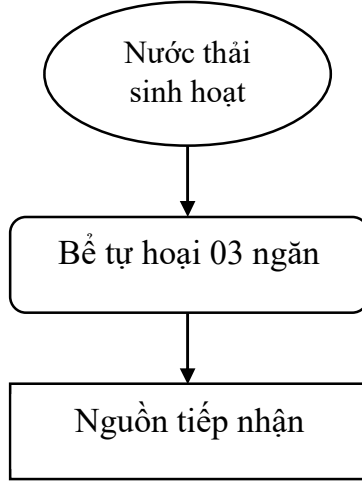 Nước thải
sinh hoạt
Bể tự hoại 03 ngăn
Nguồn tiếp nhận